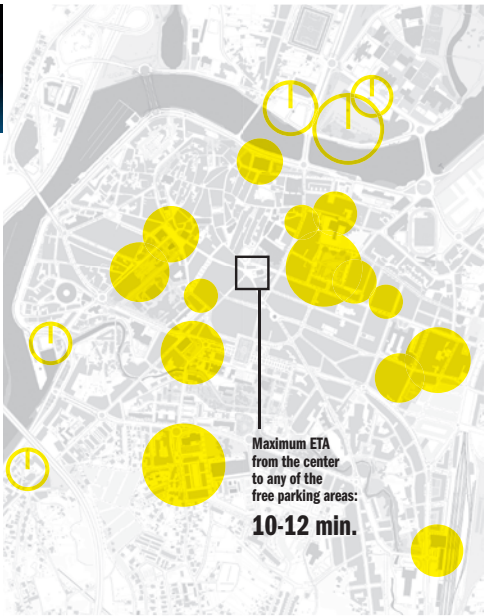 Maximum ETA
from the center
to any of the
free parking areas:
10-12 min.